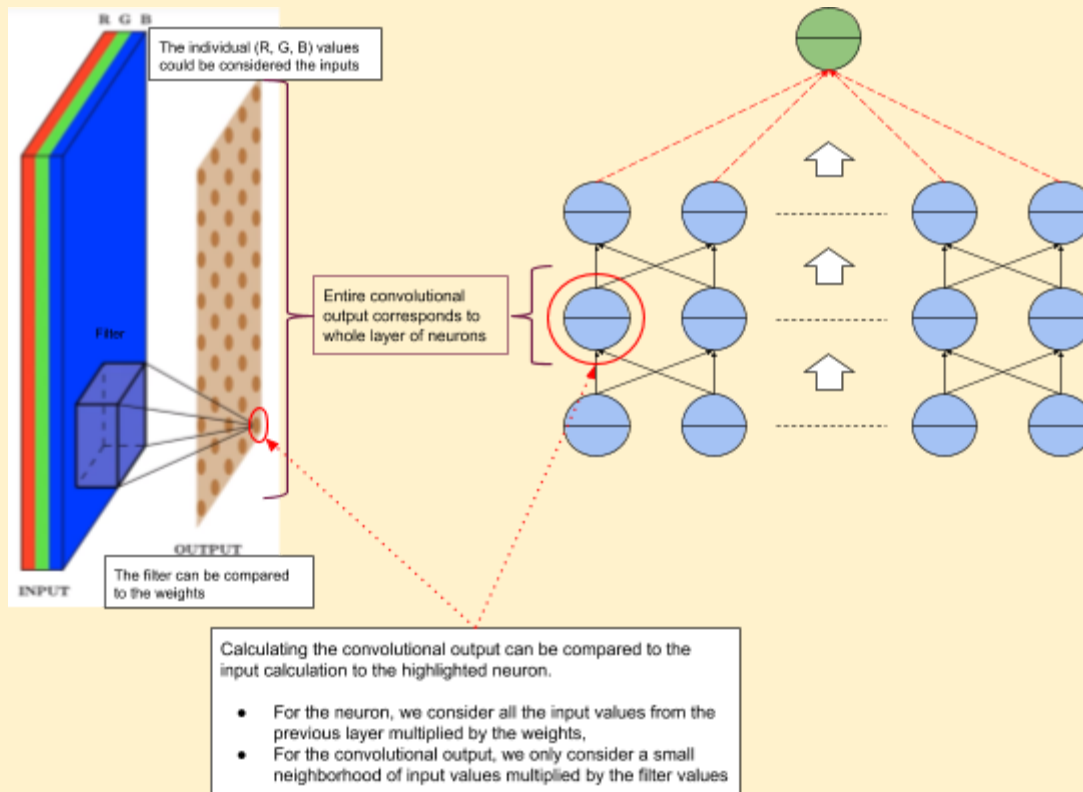 R G B
The individual (R, G, B) values
could be considered the inputs
Filter
Entire convolutional
output corresponds to
whole layer of neurons
OUTPUT
The filter can be compared
to the weights
INPUT
Calculating the convolutional output can be compared to the
input calculation to the highlighted neuron.
● For the neuron, we consider all the input values from the
previous layer multiplied by the weights,
● For the convolutional output, we only consider a small
neighborhood of input values multiplied by the filter values